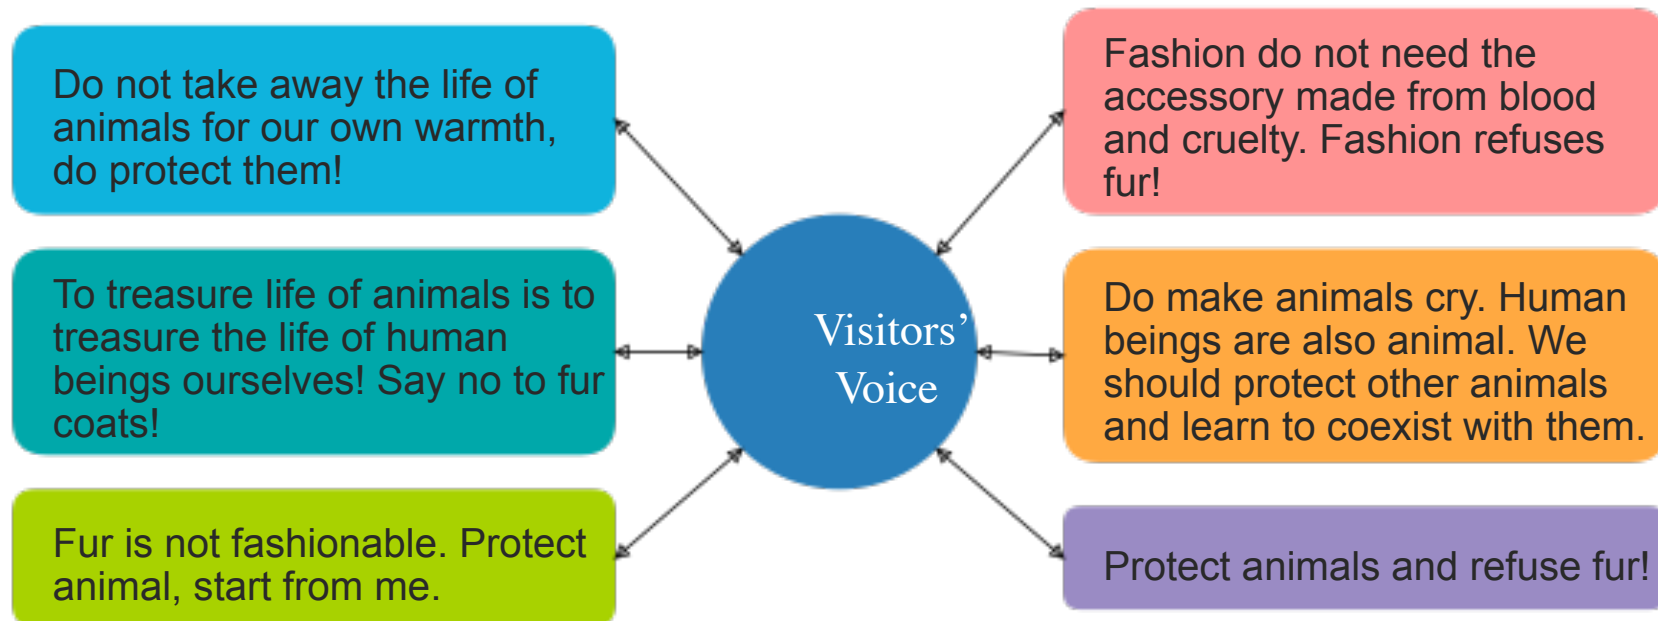 Do not take away the life of
animals for our own warmth,
do protect them!
To treasure life of animals is to
treasure the life of human
beings ourselves! Say no to fur
coats!
Fur is not fashionable. Protect
animal, start from me.
Visitors’
Voice
Fashion do not need the
accessory made from blood
and cruelty. Fashion refuses
fur!
Do make animals cry. Human
beings are also animal. We
should protect other animals
and learn to coexist with them.
Protect animals and refuse fur!